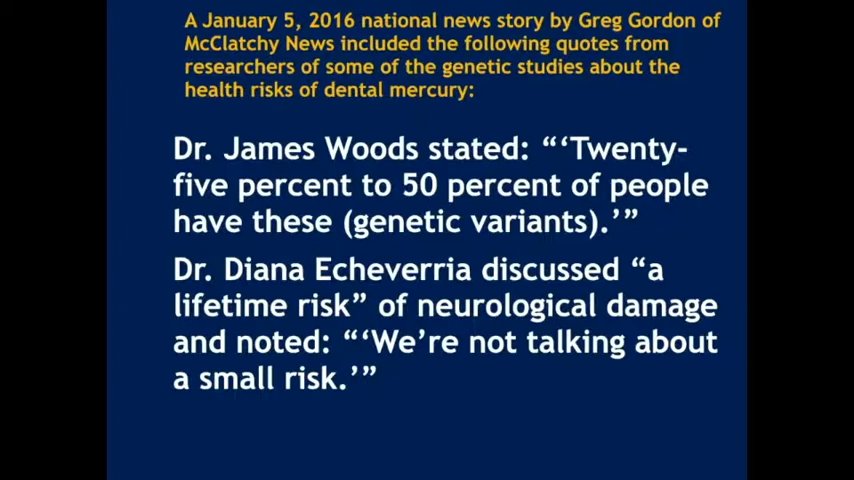 A January 5, 2016 national news story by Greg Gordon of
McClatchy News included the following quotes from
researchers of some of the genetic studies about the
health risks of dental mercury:
Dr. James Woods stated: “‘Twenty-
five percent to 50 percent of people
have these (genetic variants).’”
Dr. Diana Echeverria discussed “a
lifetime risk” of neurological damage
and noted: “‘We’re not talking about
a small risk.’”